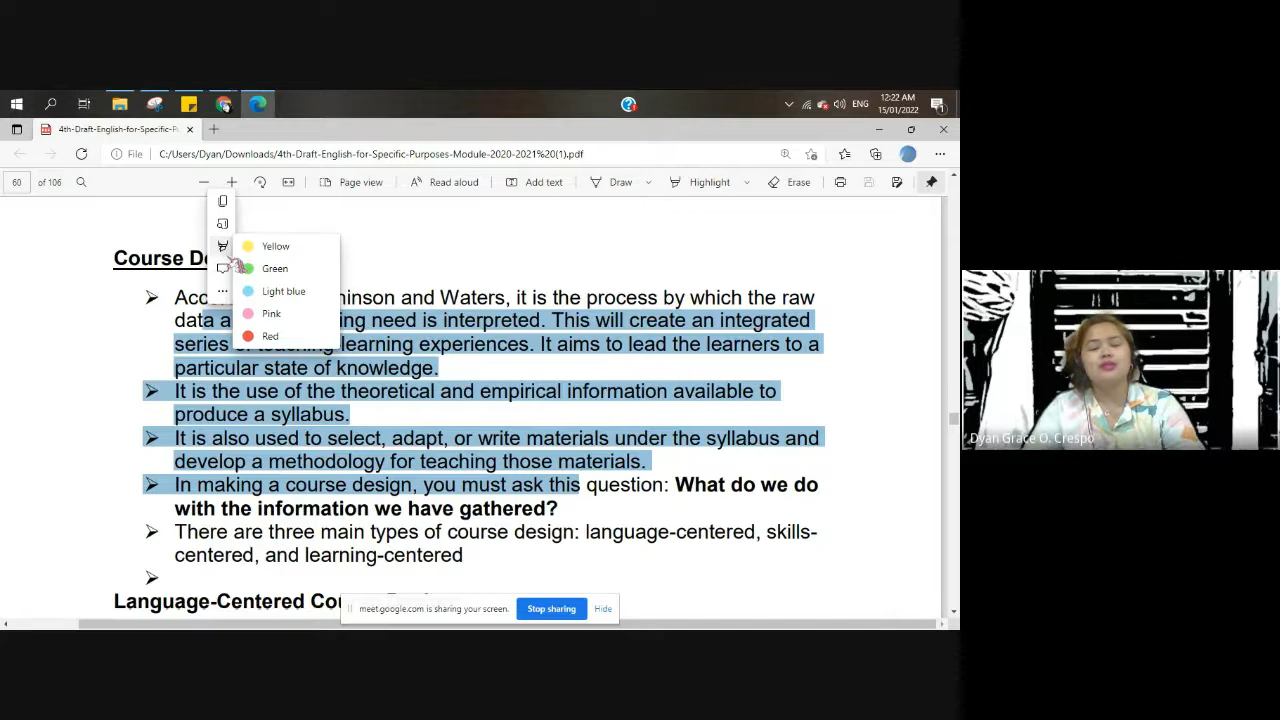 ENG
12:22 AM
15/01/2022
4th-Draft-English-for-Specific-P
File
C:/Users/Dyan/Downloads/4th-Draft-English-for-Specific-Purposes-Module-2020-2021%20(1).pdf
60 of 106
Page view
Read aloud
Add text
Draw
Highlight
Erase
Yellow
Green
Light blue
Pink
Red
Course
inson and Waters, it is the process by which the raw
data need is interpreted. This will create an integrated
series learning experiences. It aims to lead the learners to a
particular state of knowledge.
It is the use of the theoretical and empirical information available to
produce a syllabus.
It is also used to select, adapt, or write materials under the syllabus and
develop a methodology for teaching those materials.
In making a course design, you must ask this question: What do we do
with the information we have gathered?
There are three main types of course design: language-centered, skills-
centered, and learning-centered
Language-Centered
meet.google.com is sharing your screen.
Stop sharing
Hide
Dyan Grace O. Crespo